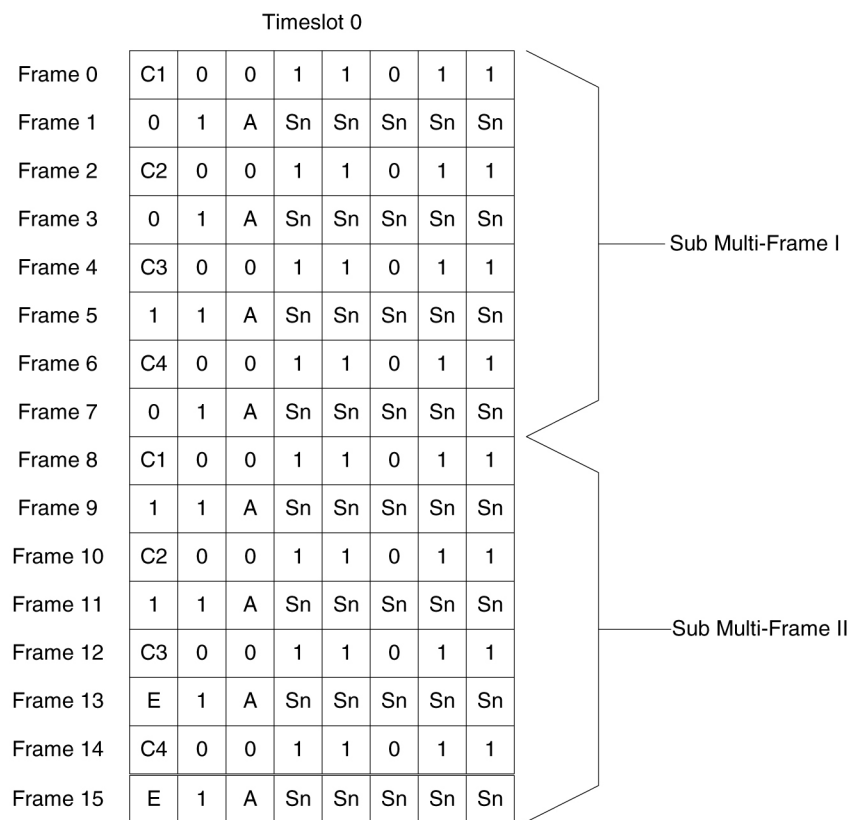 Timeslot 0
Frame 0 C1 0 0 1 1 0 1 1
Frame 1 0 1 A Sn Sn Sn Sn Sn
Frame 2 C2 0 0 1 1 0 1 1
Frame 3 0 1 A Sn Sn Sn Sn Sn
Sub Multi-Frame I
Frame 4 C3 0 0 1 1 0 1 1
Frame 5 1 1 A Sn Sn Sn Sn Sn
Frame 6 C4 0 0 1 1 0 1 1
Frame 7 0 1 A Sn Sn Sn Sn Sn
Frame 8 C1 0 0 1 1 0 1 1
Frame 9 1 1 A Sn Sn Sn Sn Sn
Frame 10 C2 0 0 1 1 0 1 1
Frame 11 1 1 A Sn Sn Sn Sn Sn
Sub Multi-Frame II
Frame 12 C3 0 0 1 1 0 1 1
Frame 13 E 1 A Sn Sn Sn Sn Sn
Frame 14 C4 0 0 1 1 0 1 1
Frame 15 E 1 A Sn Sn Sn Sn Sn